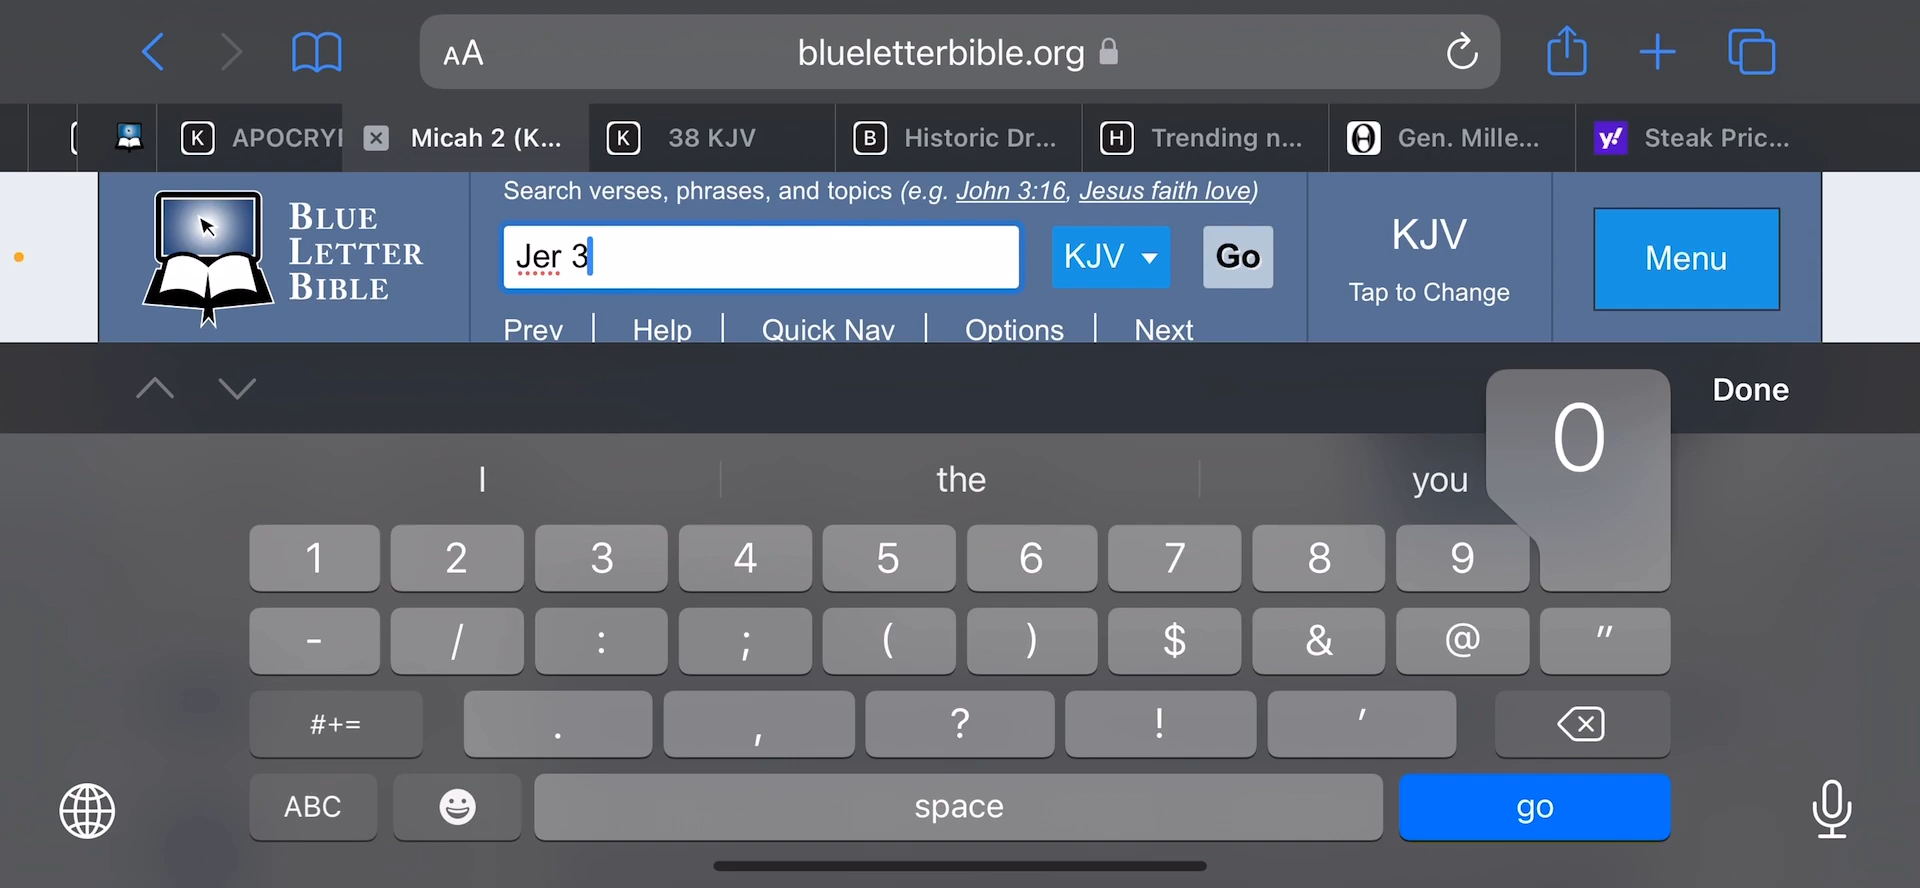 AA
blueletterbible.org
K APOCRY
Micah 2 (K...
K 38 KJV
B Historic Dr...
H Trending n...
Gen. Mille...
y! Steak Pric...
BLUE
LETTER
BIBLE
Search verses, phrases, and topics (e.g. John 3:16, Jesus faith love)
Jer 3
KJV
Go
Prev | Help | Quick Nav | Options | Next
KJV
Tap to Change
Menu
Done
0
I the you
1 2 3 4 5 6 7 8 9
- / : ; ( ) $ & @ "
#+= . , ? ! '
ABC space go